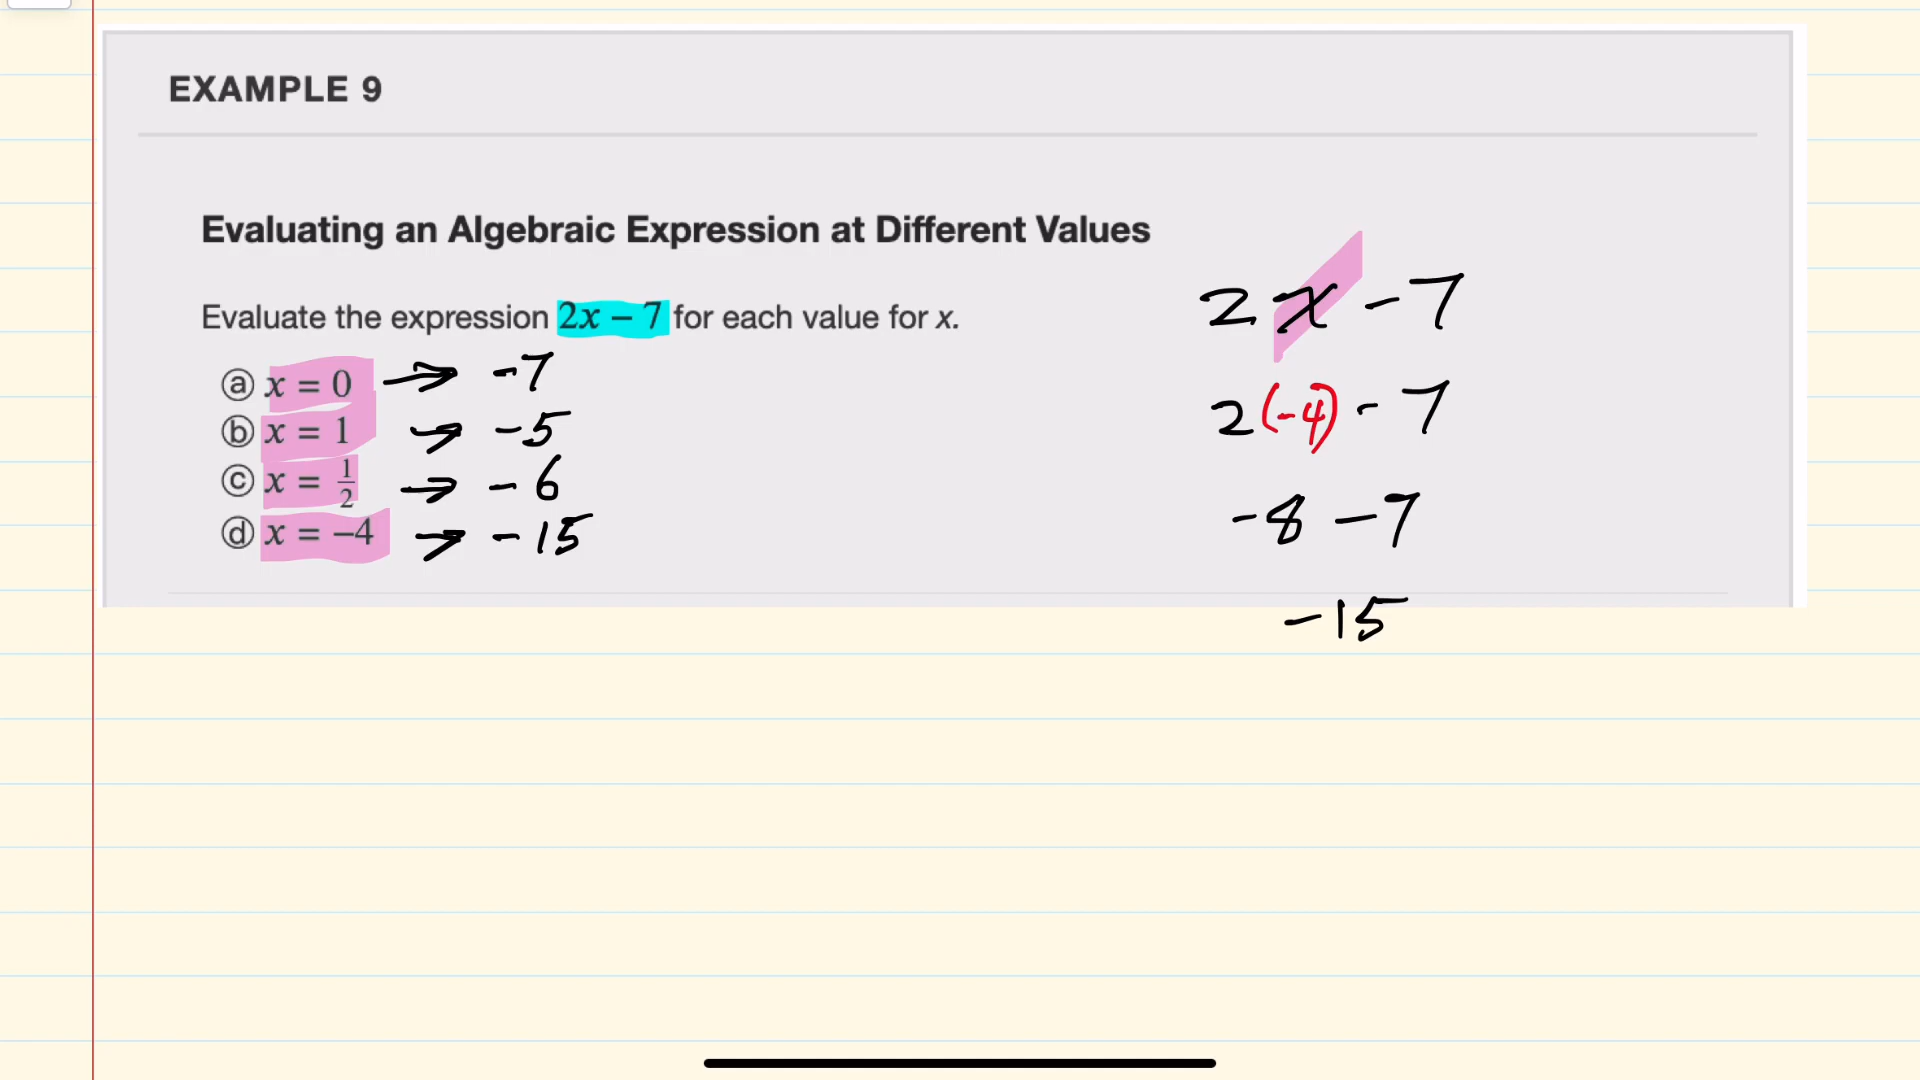 EXAMPLE 9
Evaluating an Algebraic Expression at Different Values
Evaluate the expression 2x − 7 for each value for x.
ⓐ x = 0 → -7
ⓑ x = 1 → -5
ⓒ x = 1/2 → -6
ⓓ x = −4 → -15
2x - 7
2(-4) - 7
-8 - 7
-15